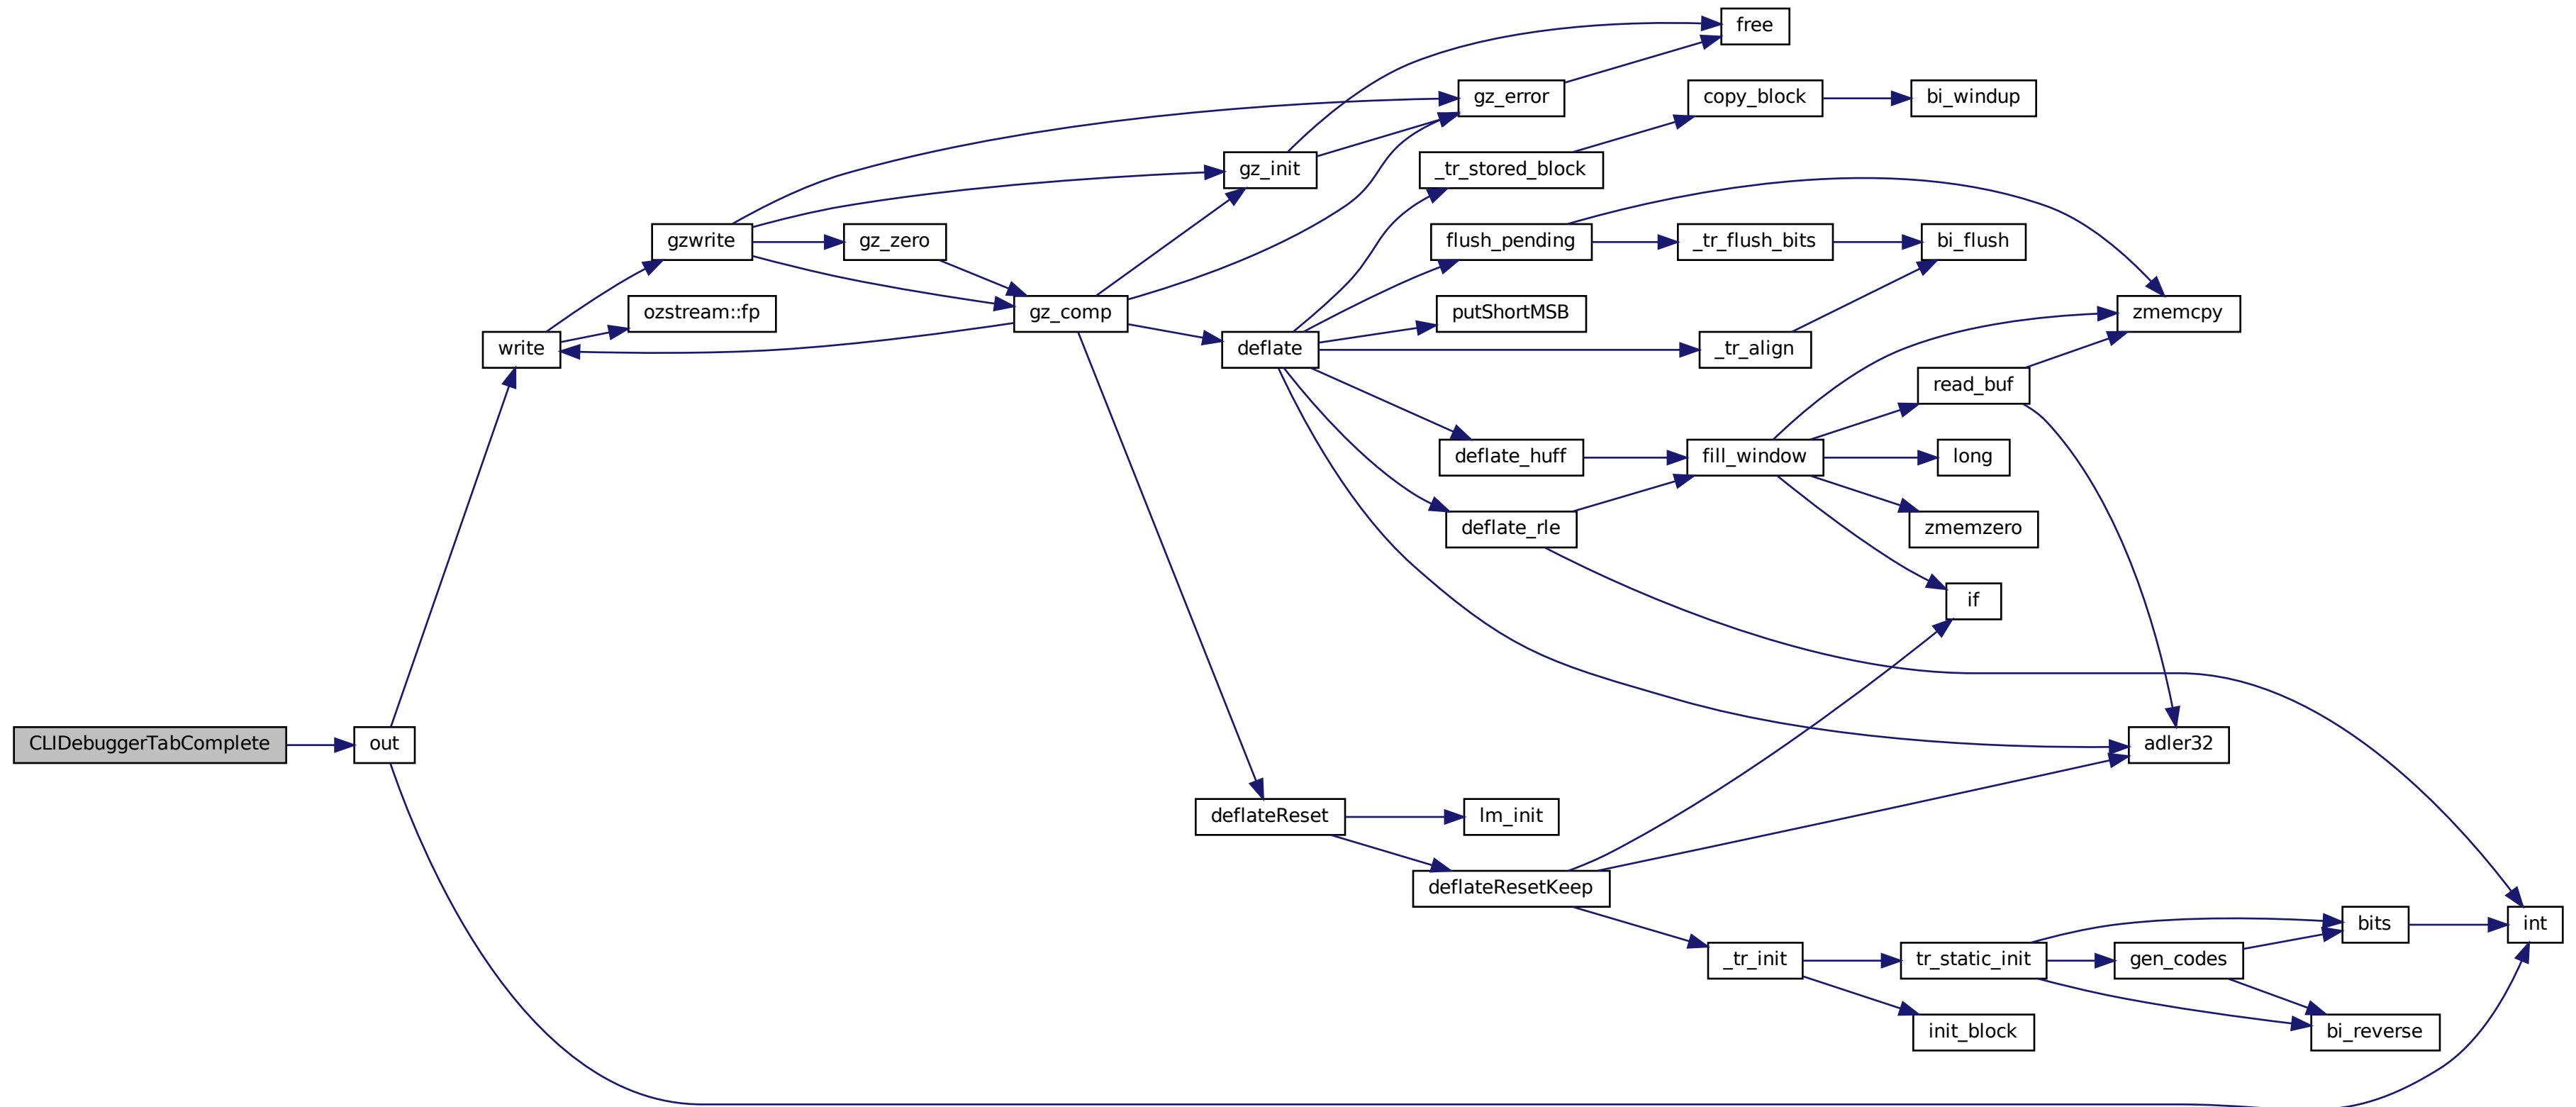 free
gz_error
copy_block
bi_windup
gz_init
_tr_stored_block
gzwrite
gz_zero
flush_pending
_tr_flush_bits
bi_flush
ozstream::fp
gz_comp
putShortMSB
zmemcpy
write
deflate
_tr_align
read_buf
deflate_huff
fill_window
long
deflate_rle
zmemzero
if
CLIDebuggerTabComplete
out
adler32
deflateReset
lm_init
deflateResetKeep
bits
int
_tr_init
tr_static_init
gen_codes
init_block
bi_reverse